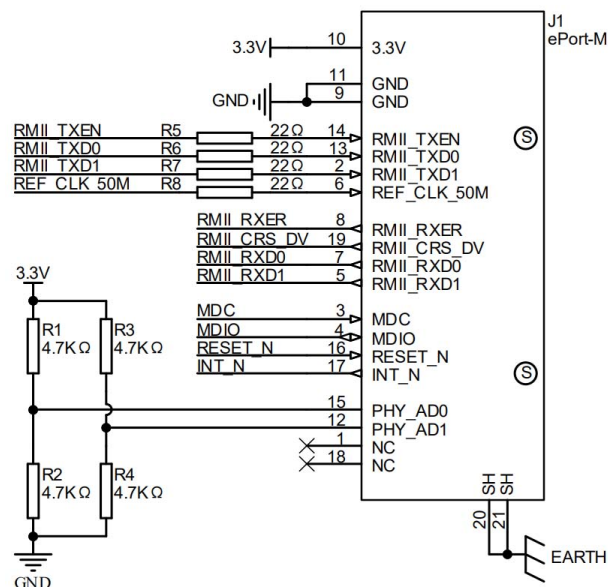 J1
ePort-M
3.3V 10 3.3V
11 GND
GND 9 GND
RMII_TXEN R5 22Ω 14 RMII_TXEN
RMII_TXD0 R6 22Ω 13 RMII_TXD0
RMII_TXD1 R7 22Ω 2 RMII_TXD1
REF_CLK_50M R8 22Ω 6 REF_CLK_50M
S
RMII_RXER 8 RMII_RXER
RMII_CRS_DV 19 RMII_CRS_DV
RMII_RXD0 7 RMII_RXD0
RMII_RXD1 5 RMII_RXD1
3.3V
MDC 3 MDC
MDIO 4 MDIO
RESET_N 16 RESET_N
INT_N 17 INT_N
S
R1
4.7KΩ
R3
4.7KΩ
15 PHY_AD0
12 PHY_AD1
1 NC
18 NC
R2
4.7KΩ
R4
4.7KΩ
SH
SH
20
21
EARTH
GND